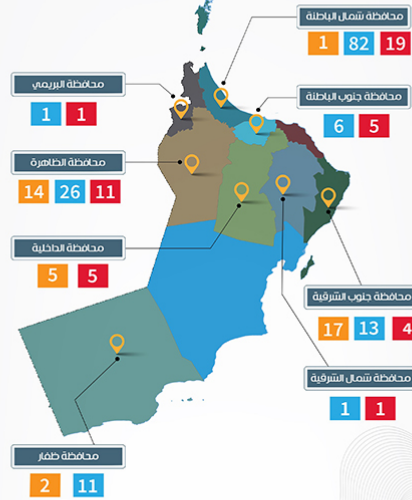 محافظة شمال الباطنة
1 82 19
محافظة البريمي
1 1
محافظة جنوب الباطنة
6 5
محافظة الظاهرة
14 26 11
محافظة الداخلية
5 5
محافظة جنوب الشرقية
17 13 4
محافظة شمال الشرقية
1 1
محافظة ظفار
2 11